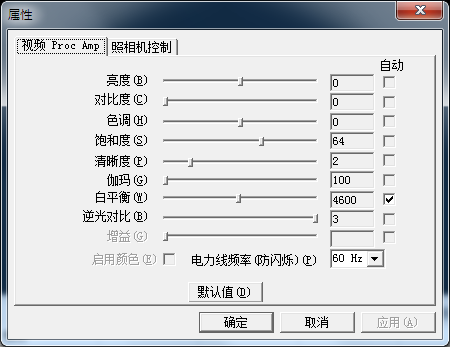 属性
视频 Proc Amp 照相机控制
自动
亮度(B) 0
对比度(C) 0
色调(H) 0
饱和度(S) 64
清晰度(P) 2
伽玛(G) 100
白平衡(W) 4600
逆光对比(B) 3
增益(G)
启用颜色(E) 电力线频率(防闪烁)(P) 60 Hz
默认值(D)
确定 取消 应用(A)